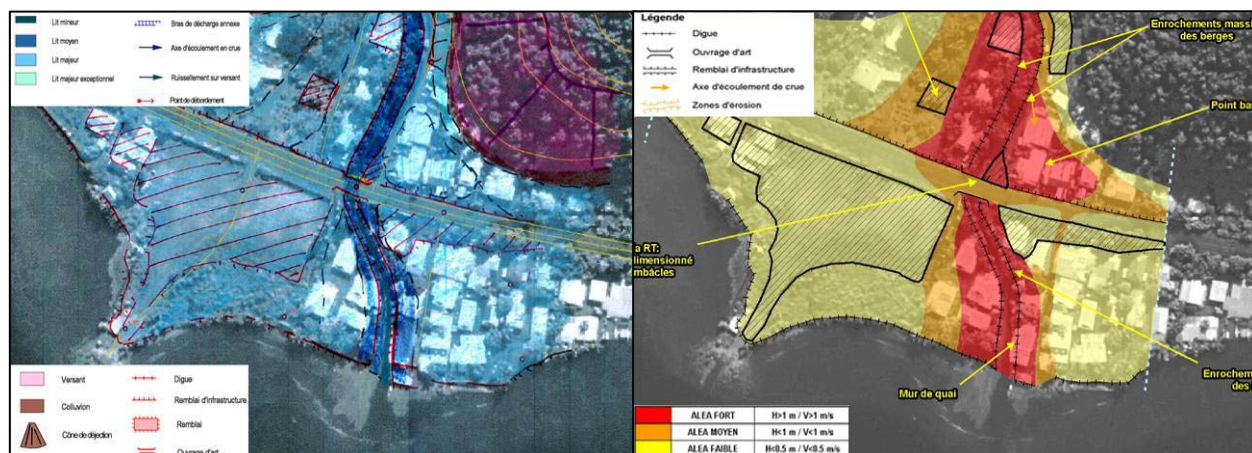 Lit mineur
Lit moyen
Lit majeur
Lit majeur exceptionnel
Bras de décharge annexe
Axe d'écoulement en crue
Ruissellement sur versant
Point de débordement
Versant
Colluvion
Cône de déjection
Digue
Remblai d'infrastructure
Remblai
Ouvrage d'art
Légende
Digue
Ouvrage d'art
Remblai d'infrastructure
Axe d'écoulement de crue
Zones d'érosion
Enrochements massi
des berges
Point bas
a RT:
limensionné
mbâcles
Enrochem
des
Mur de quai
ALEA FORT H>1 m / V>1 m/s
ALEA MOYEN H<1 m / V<1 m/s
ALEA FAIBLE H<0.5 m / V<0.5 m/s